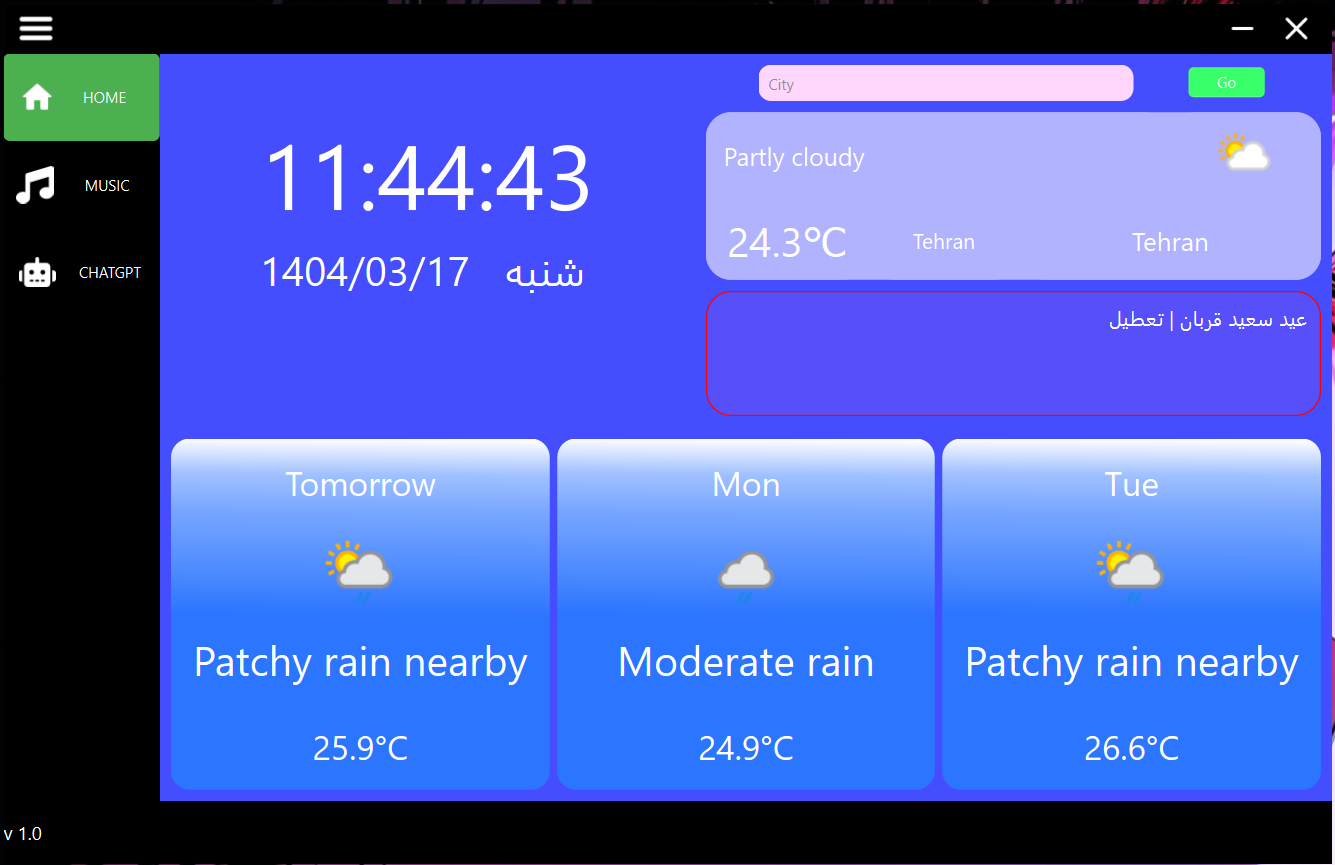 HOME
MUSIC
CHATGPT
v 1.0
City
Go
11:44:43
1404/03/17 شنبه
Partly cloudy
24.3°C Tehran Tehran
عید سعید قربان | تعطیل
Tomorrow
Patchy rain nearby
25.9°C
Mon
Moderate rain
24.9°C
Tue
Patchy rain nearby
26.6°C